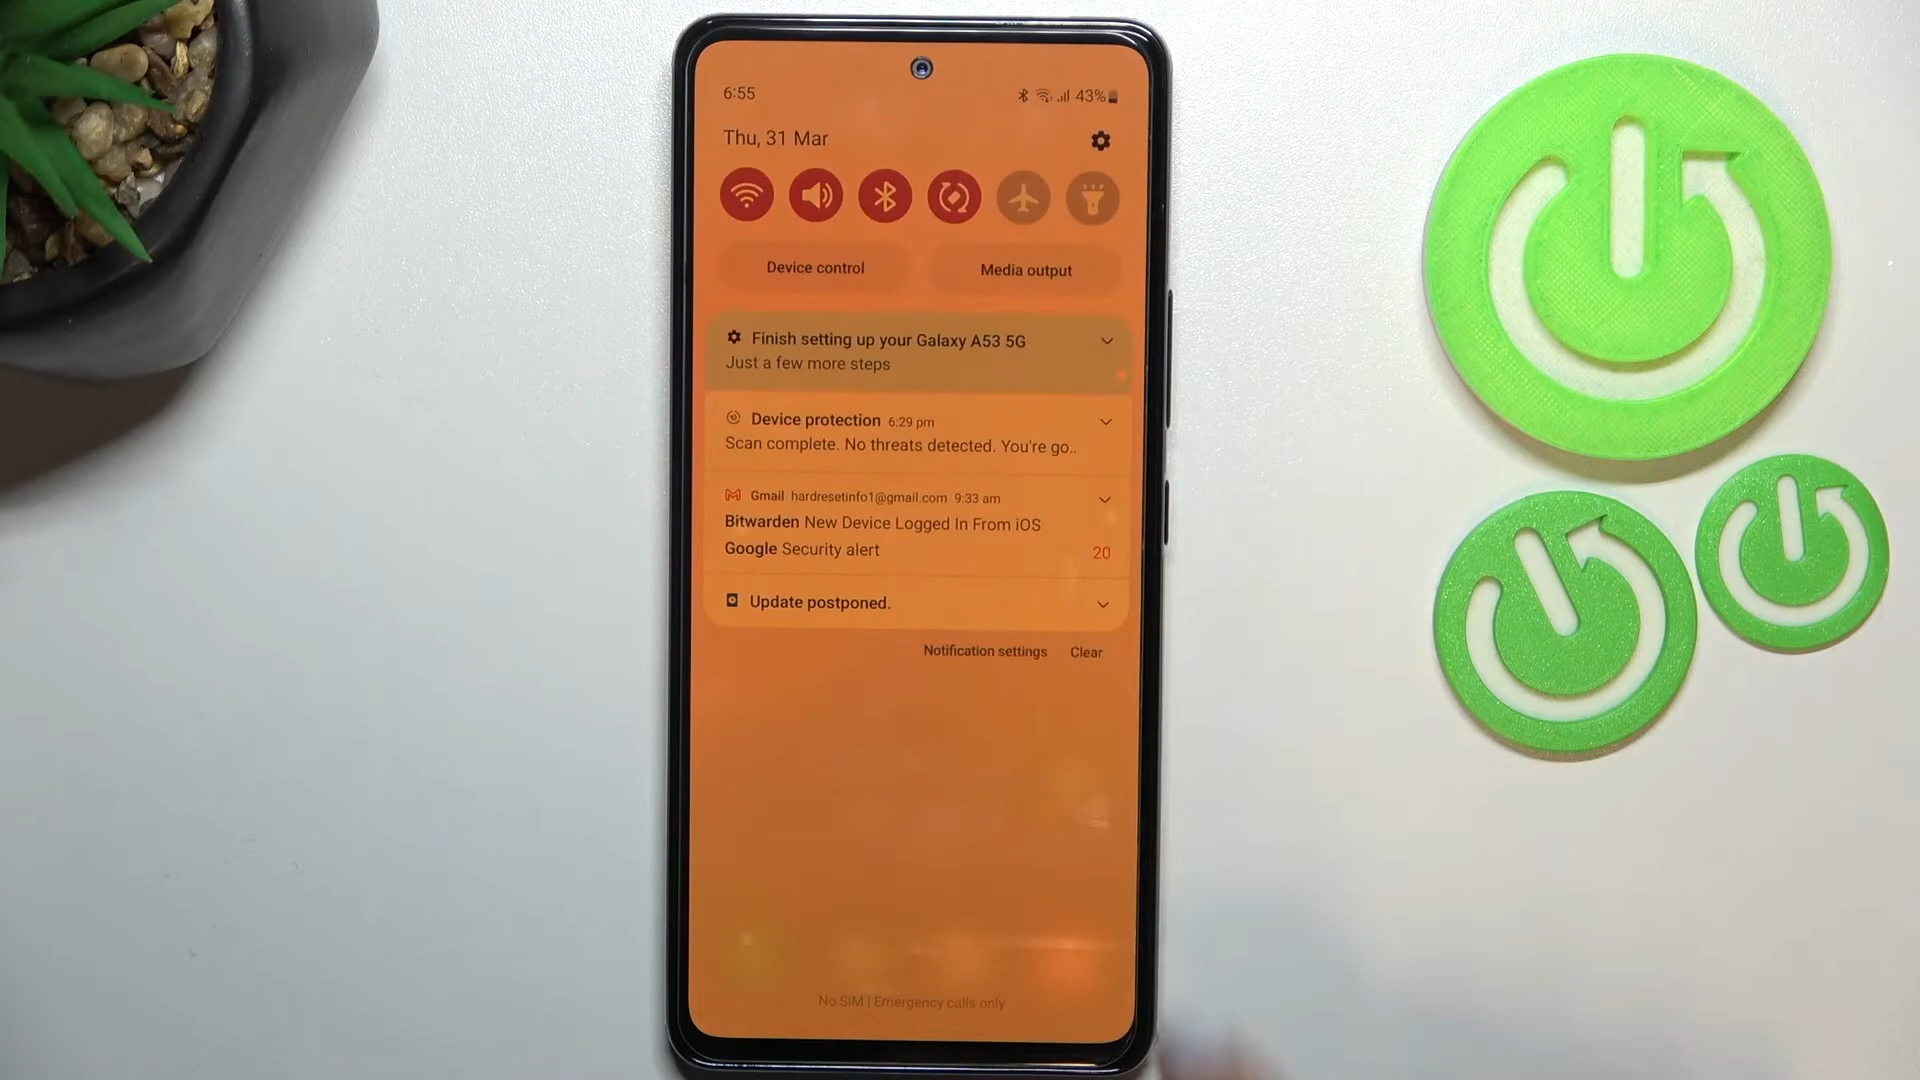 6:55
43%
Thu, 31 Mar
Device control
Media output
Finish setting up your Galaxy A53 5G
Just a few more steps
Device protection 6:29 pm
Scan complete. No threats detected. You're go..
Gmail hardresetinfo1@gmail.com 9:33 am
Bitwarden New Device Logged In From iOS
Google Security alert
20
Update postponed.
Notification settings
Clear
No SIM | Emergency calls only